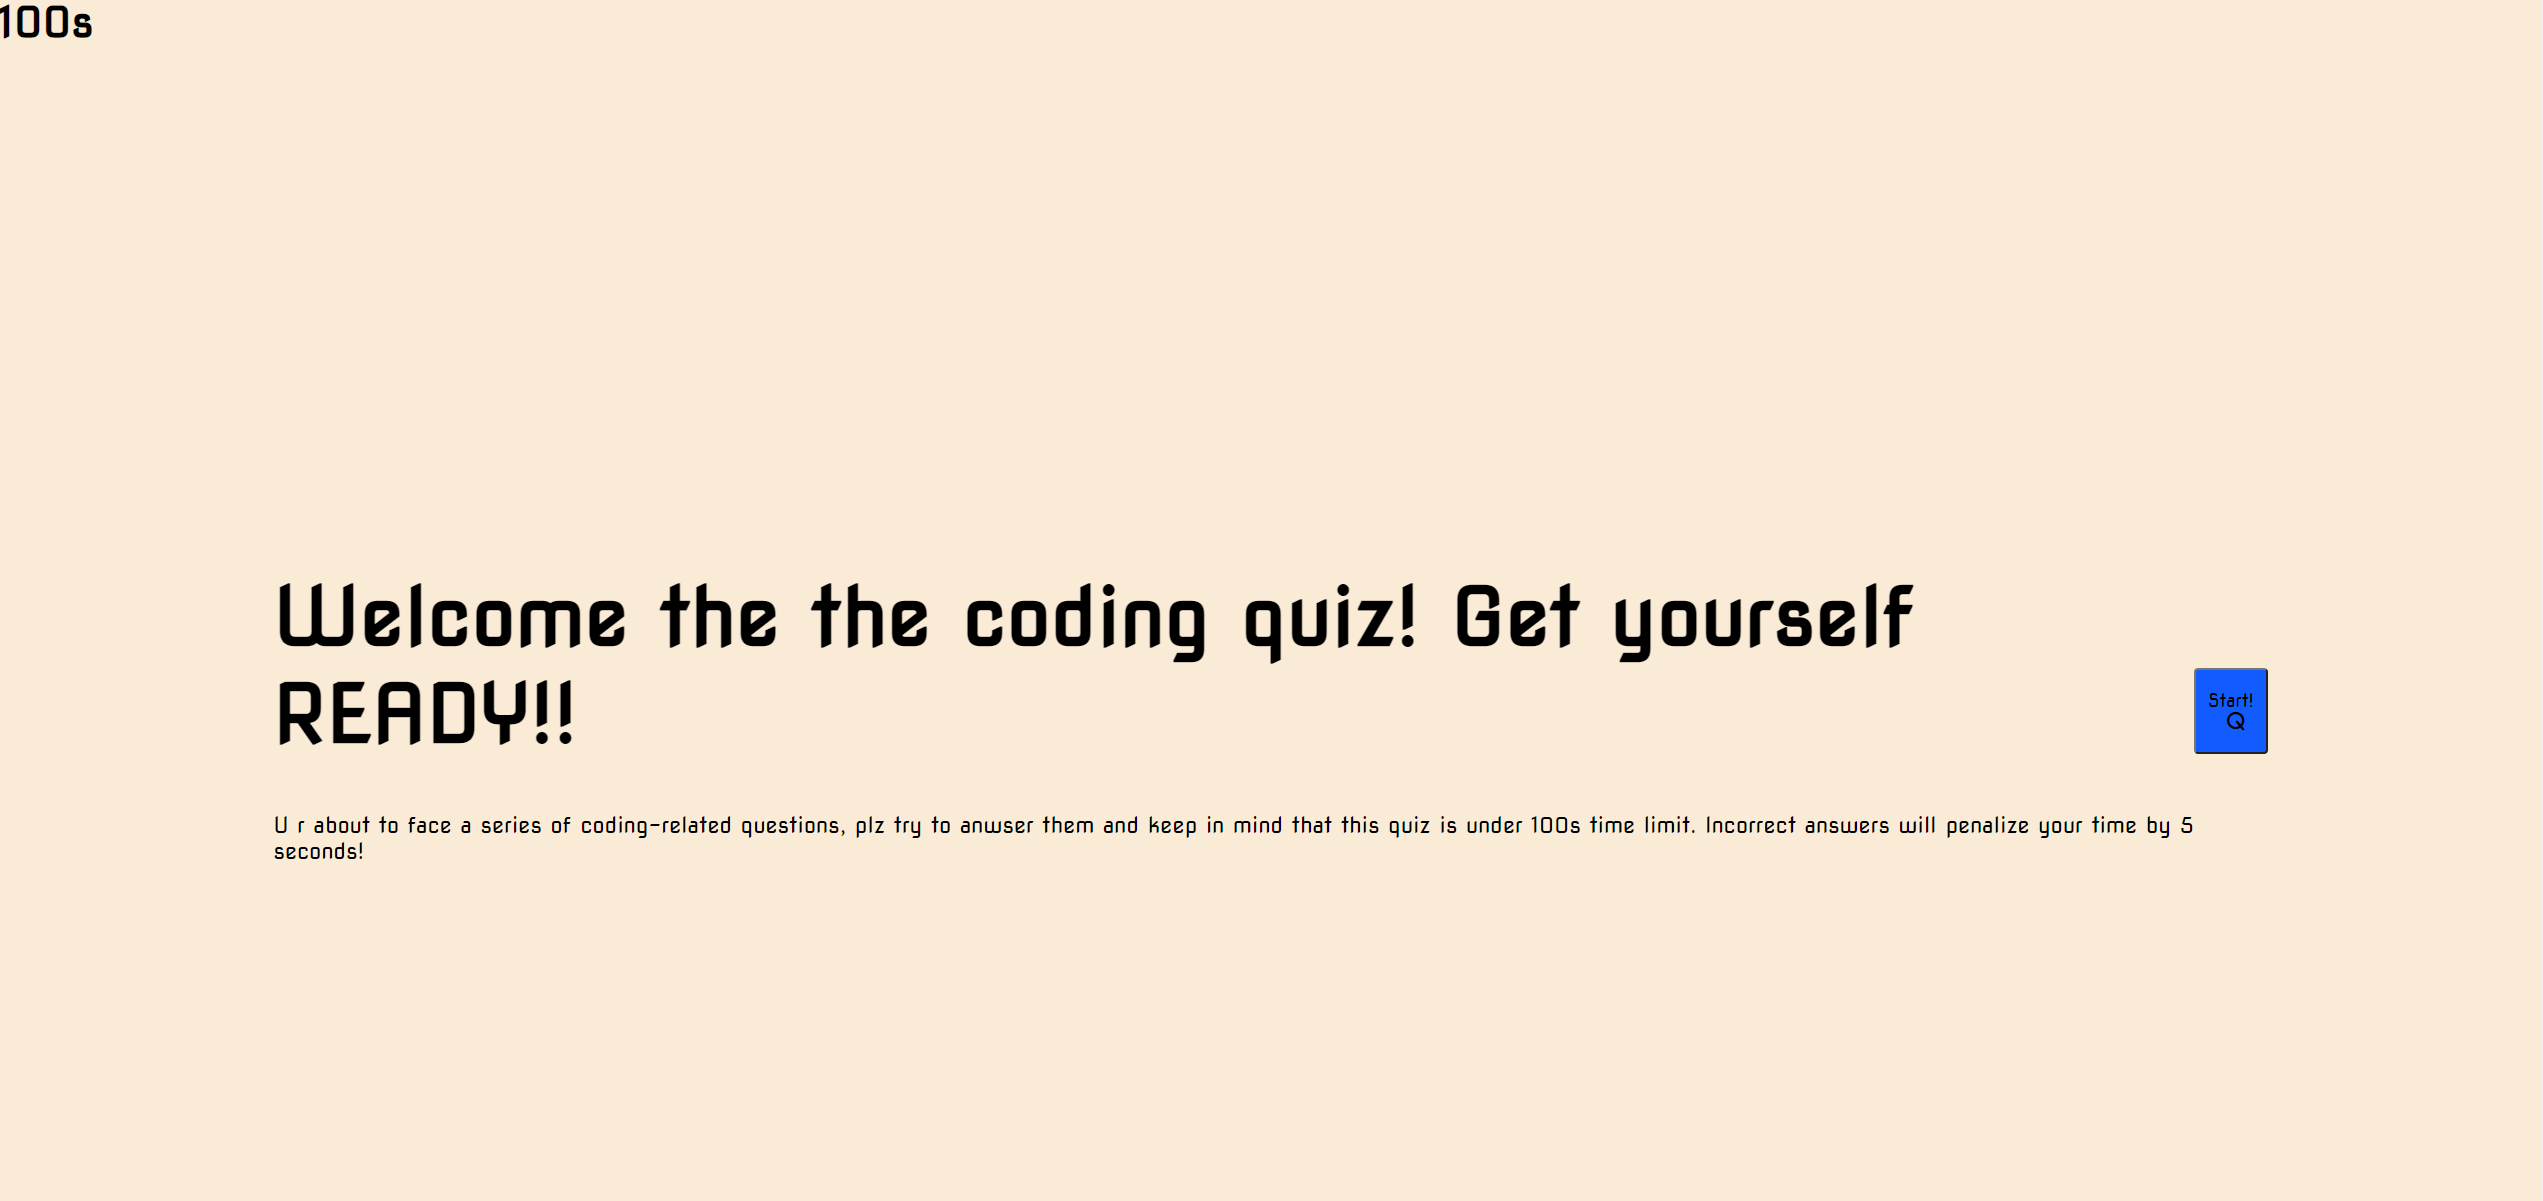 100s
Welcome the the coding quiz! Get yourself
READY!!
Start!
Q
U r about to face a series of coding-related questions, plz try to anwser them and keep in mind that this quiz is under 100s time limit. Incorrect answers will penalize your time by 5
seconds!